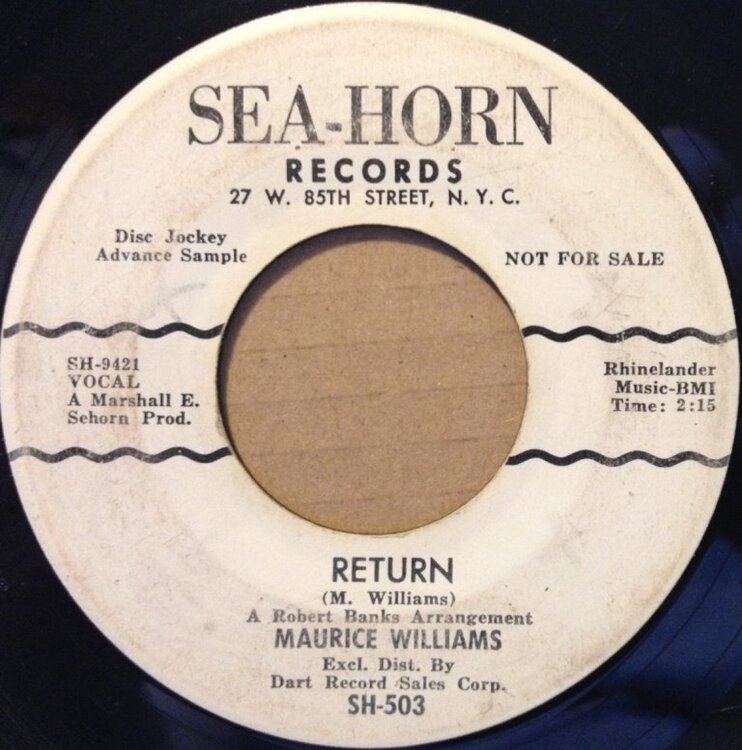 SEA-HORN
RECORDS
27 W. 85TH STREET, N. Y. C.
Disc Jockey
Advance Sample
NOT FOR SALE
SH-9421
VOCAL
A Marshall E.
Sehorn Prod.
Rhinelander
Music-BMI
Time: 2:15
RETURN
(M. Williams)
A Robert Banks Arrangement
MAURICE WILLIAMS
Excl. Dist. By
Dart Record Sales Corp.
SH-503